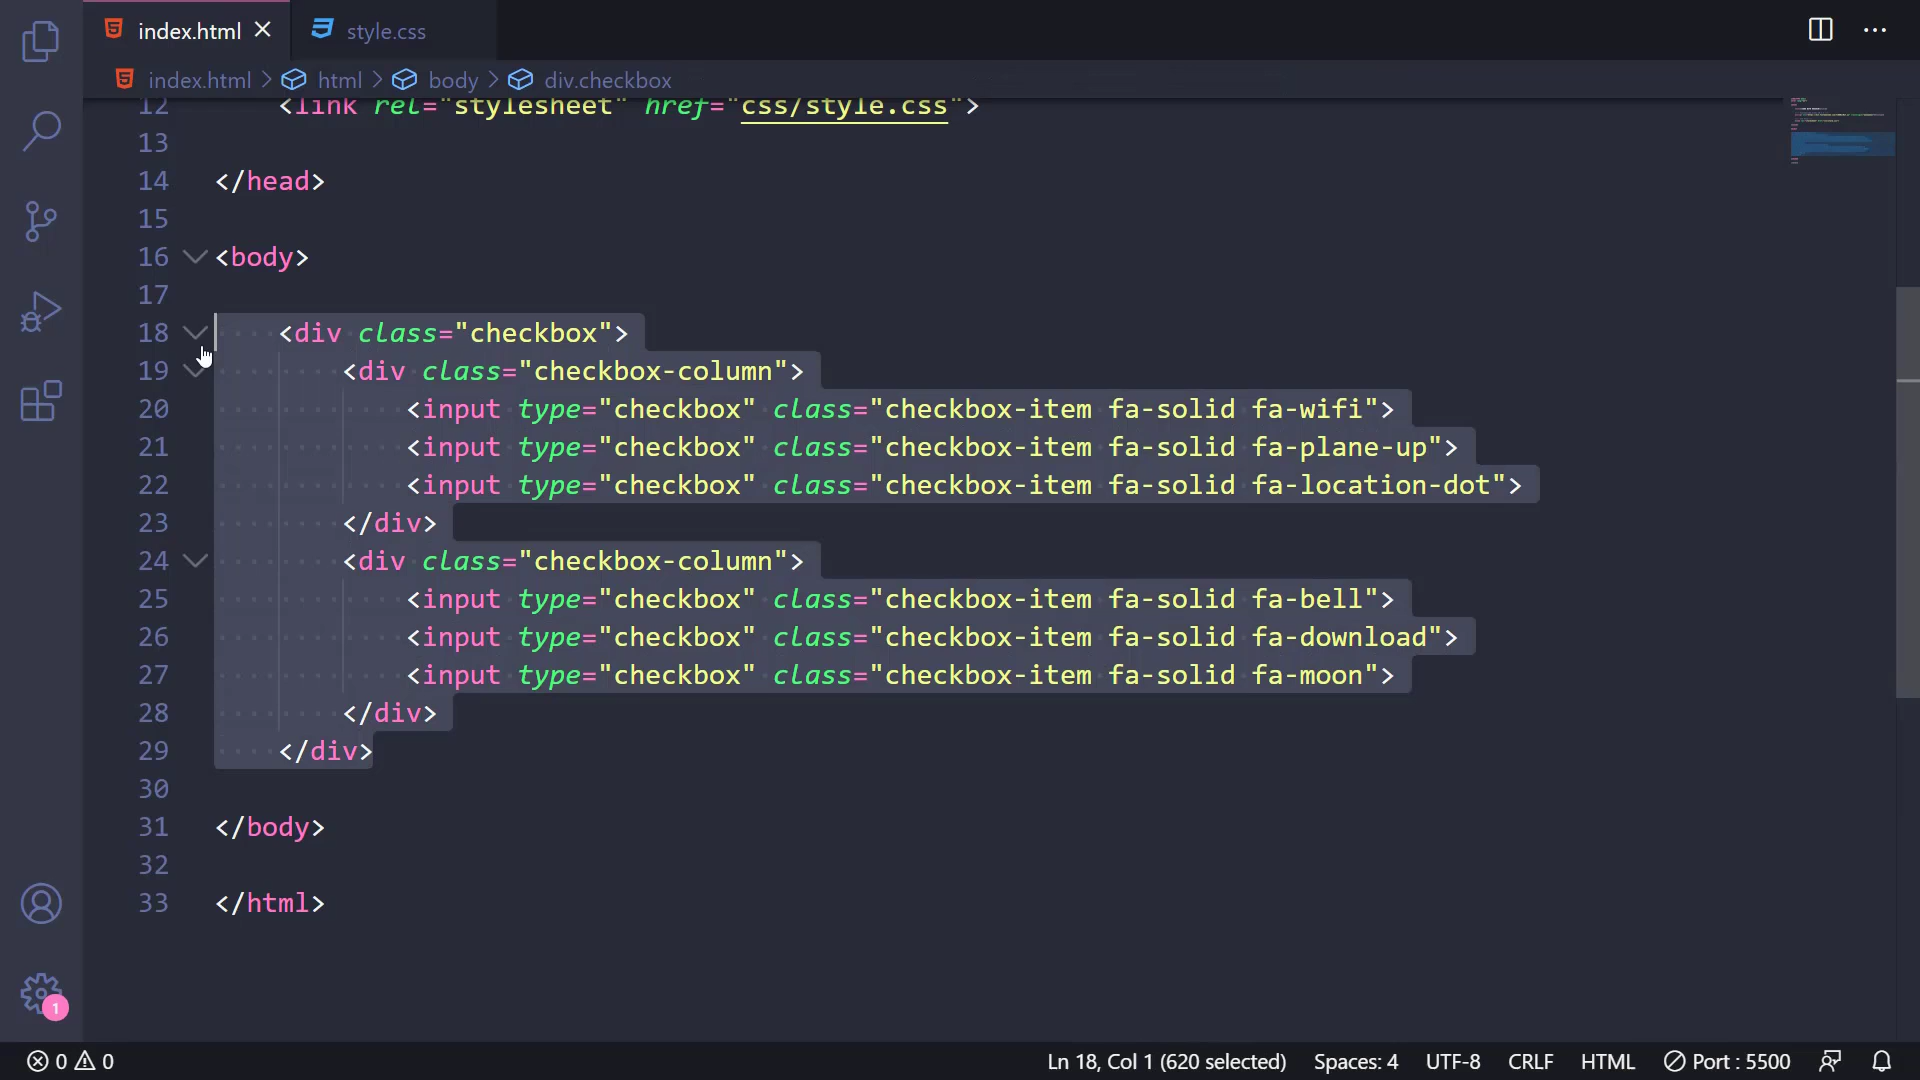 index.html
style.css
index.html > html > body > div.checkbox
12 <link rel="stylesheet" href="css/style.css">
13
14 </head>
15
16 <body>
17
18 <div class="checkbox">
19 <div class="checkbox-column">
20 <input type="checkbox" class="checkbox-item fa-solid fa-wifi">
21 <input type="checkbox" class="checkbox-item fa-solid fa-plane-up">
22 <input type="checkbox" class="checkbox-item fa-solid fa-location-dot">
23 </div>
24 <div class="checkbox-column">
25 <input type="checkbox" class="checkbox-item fa-solid fa-bell">
26 <input type="checkbox" class="checkbox-item fa-solid fa-download">
27 <input type="checkbox" class="checkbox-item fa-solid fa-moon">
28 </div>
29 </div>
30
31 </body>
32
33 </html>
1
0 0 Ln 18, Col 1 (620 selected) Spaces: 4 UTF-8 CRLF HTML Port : 5500